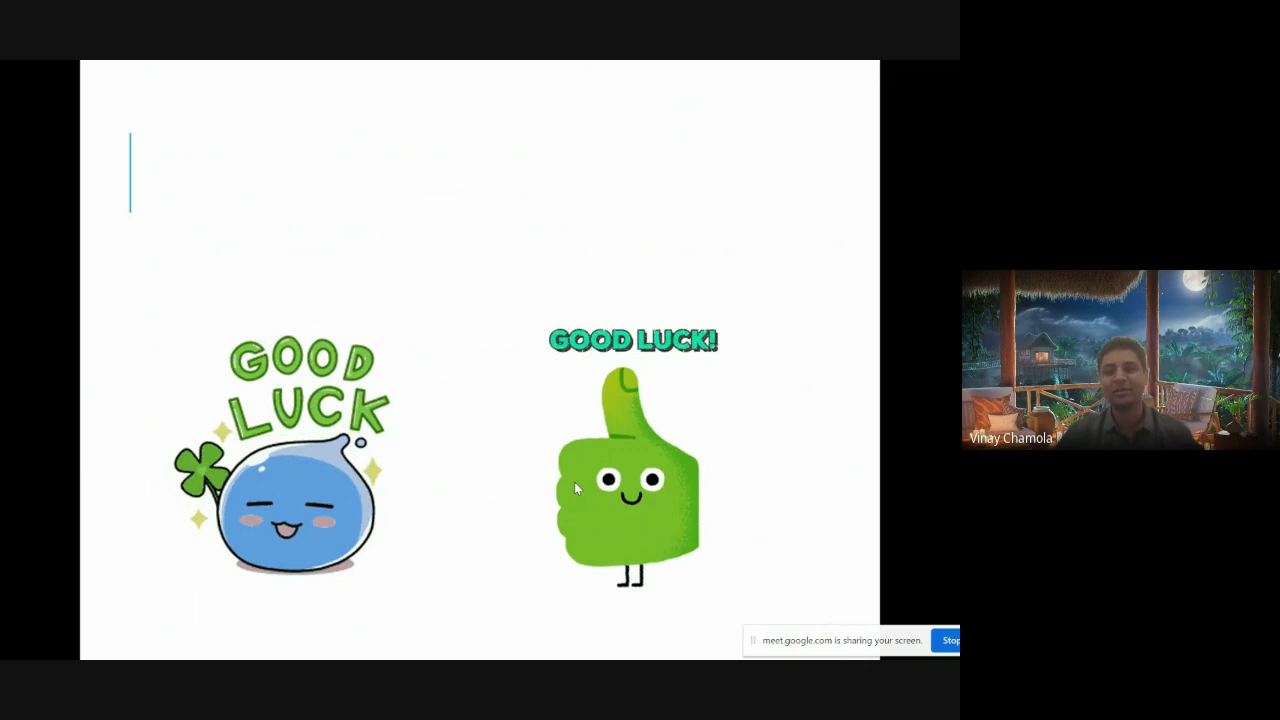 GOOD
LUCK
GOOD LUCK!
Vinay Chamola
meet.google.com is sharing your screen.
Stop